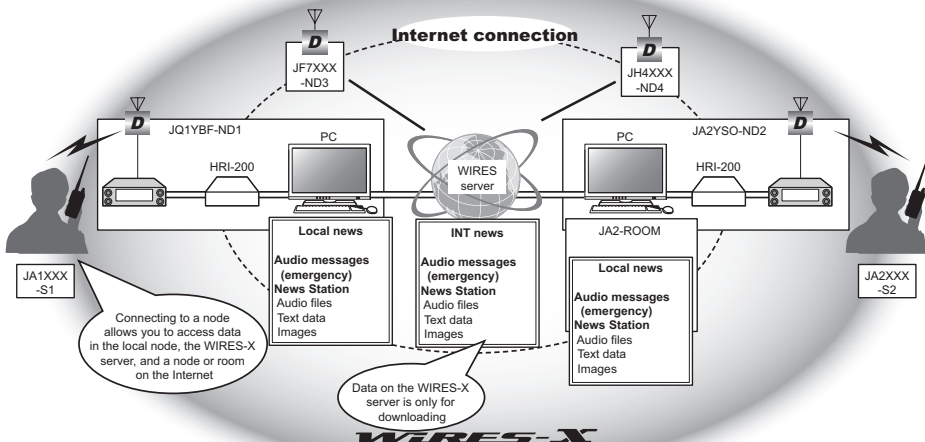 Internet connection
D
JF7XXX
-ND3
D
JH4XXX
-ND4
D
JQ1YBF-ND1
PC
HRI-200
WIRES
server
PC
JA2YSO-ND2
HRI-200
D
JA1XXX
-S1
JA2XXX
-S2
Local news
Audio messages
(emergency)
News Station
Audio files
Text data
Images
INT news
Audio messages
(emergency)
News Station
Audio files
Text data
Images
JA2-ROOM
Local news
Audio messages
(emergency)
News Station
Audio files
Text data
Images
Connecting to a node
allows you to access data
in the local node, the WIRES-X
server, and a node or room
on the Internet
Data on the WIRES-X
server is only for
downloading
WIRES-X